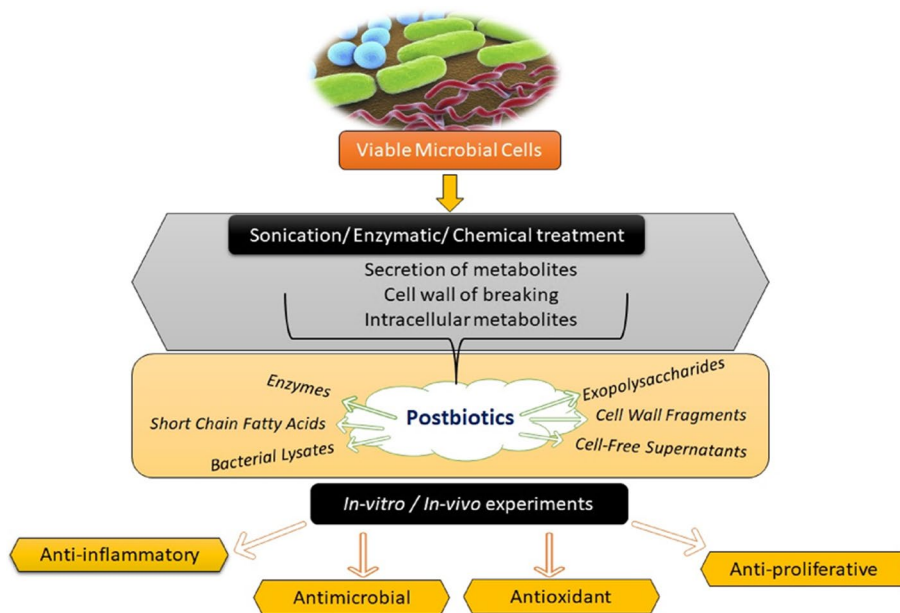 Viable Microbial Cells
Sonication/ Enzymatic/ Chemical treatment
Secretion of metabolites
Cell wall of breaking
Intracellular metabolites
Enzymes
Short Chain Fatty Acids
Bacterial Lysates
Postbiotics
Exopolysaccharides
Cell Wall Fragments
Cell-Free Supernatants
In-vitro / In-vivo experiments
Anti-inflammatory
Antimicrobial
Antioxidant
Anti-proliferative